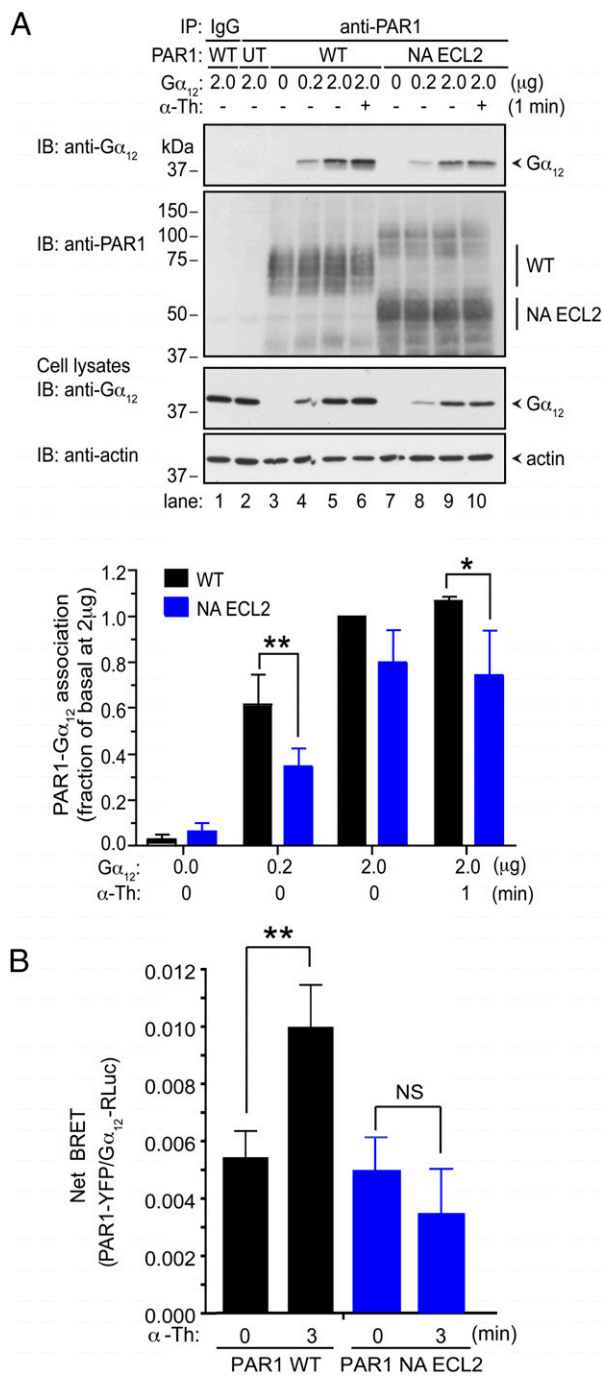 A
IP: IgG anti-PAR1
PAR1: WT UT WT NA ECL2
Gα12: 2.0 2.0 0 0.2 2.0 2.0 0 0.2 2.0 2.0 (μg)
α-Th: - - - - - + - - - + (1 min)
IB: anti-Gα12 kDa 37 Gα12
IB: anti-PAR1
150
100
75 WT
50 NA ECL2
37
Cell lysates
IB: anti-Gα12 37 Gα12
IB: anti-actin actin
37
lane: 1 2 3 4 5 6 7 8 9 10
PAR1-Gα12 association
(fraction of basal at 2μg)
1.2
1.0
0.8
0.6
0.4
0.2
0.0
WT
NA ECL2
**
*
Gα12: 0.0 0.2 2.0 2.0 (μg)
α-Th: 0 0 0 1 (min)
B
Net BRET
(PAR1-YFP/Gα12-RLuc)
0.012
0.010
0.008
0.006
0.004
0.002
0.000
**
NS
α-Th: 0 3 0 3 (min)
PAR1 WT PAR1 NA ECL2